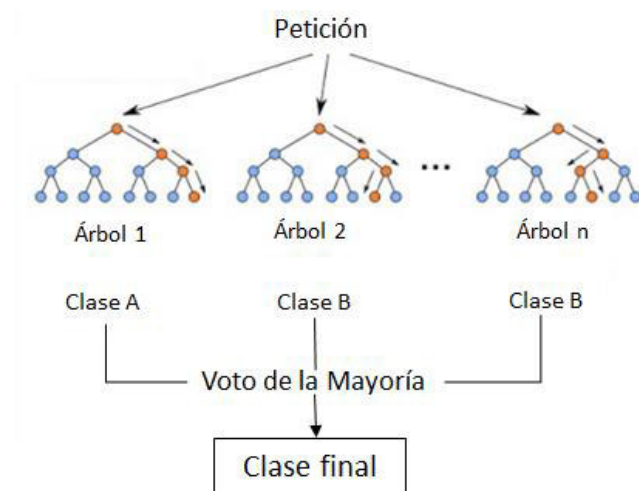 Petición
...
Árbol 1
Árbol 2
Árbol n
Clase A
Clase B
Clase B
Voto de la Mayoría
Clase final